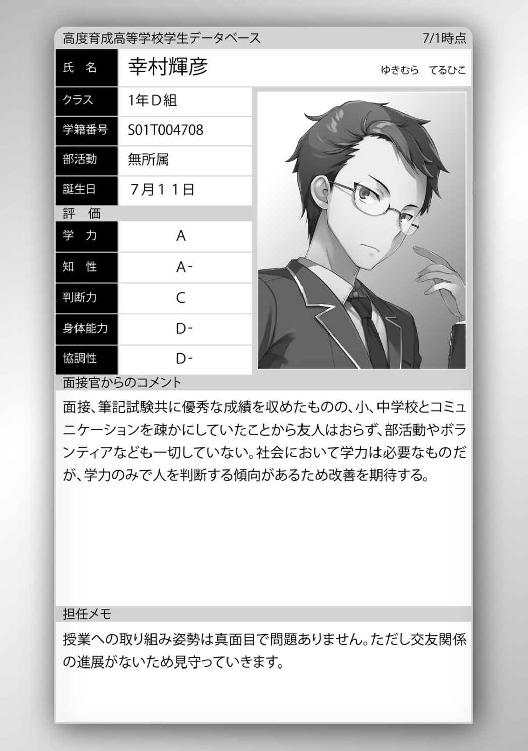 高度育成高等学校学生データベース 7/1時点
氏 名 幸村輝彦 ゆきむら てるひこ
クラス 1年D組
学籍番号 S01T004708
部活動 無所属
誕生日 7月11日
評 価
学 力 A
知 性 A-
判断力 C
身体能力 D-
協調性 D-
面接官からのコメント
面接、筆記試験共に優秀な成績を収めたものの、小、中学校とコミュ
ニケーションを疎かにしていたことから友人はおらず、部活動やボラ
ンティアなども一切していない。社会において学力は必要なものだ
が、学力のみで人を判断する傾向があるため改善を期待する。
担任メモ
授業への取り組み姿勢は真面目で問題ありません。ただし交友関係
の進展がないため見守っていきます。